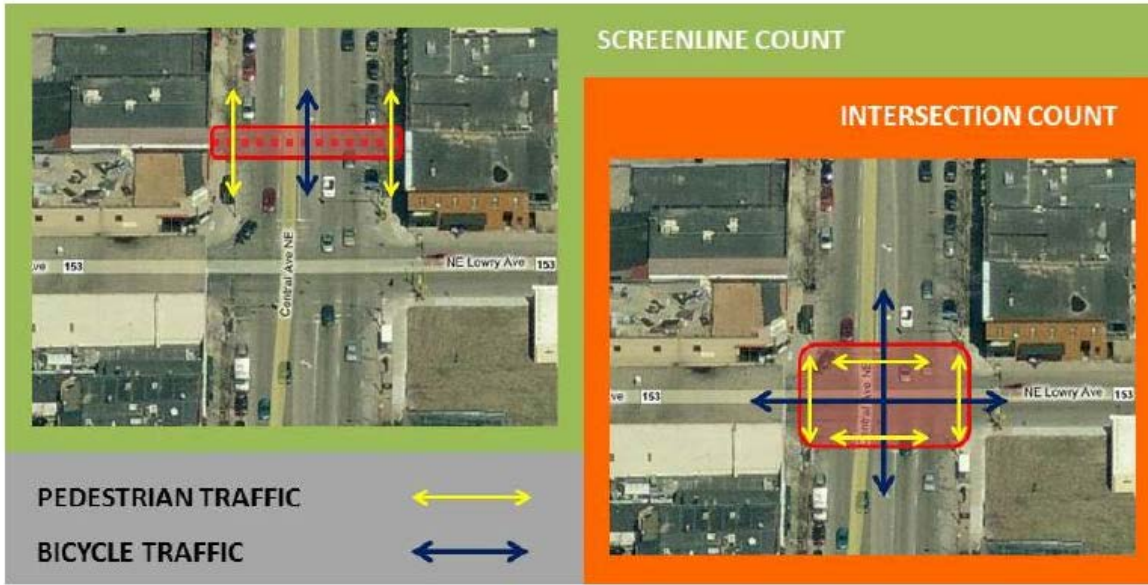 SCREENLINE COUNT
INTERSECTION COUNT
Central Ave NE
ve 153 NE Lowry Ave 153
Central Ave NE
ve 153 NE Lowry Ave 153
PEDESTRIAN TRAFFIC
BICYCLE TRAFFIC